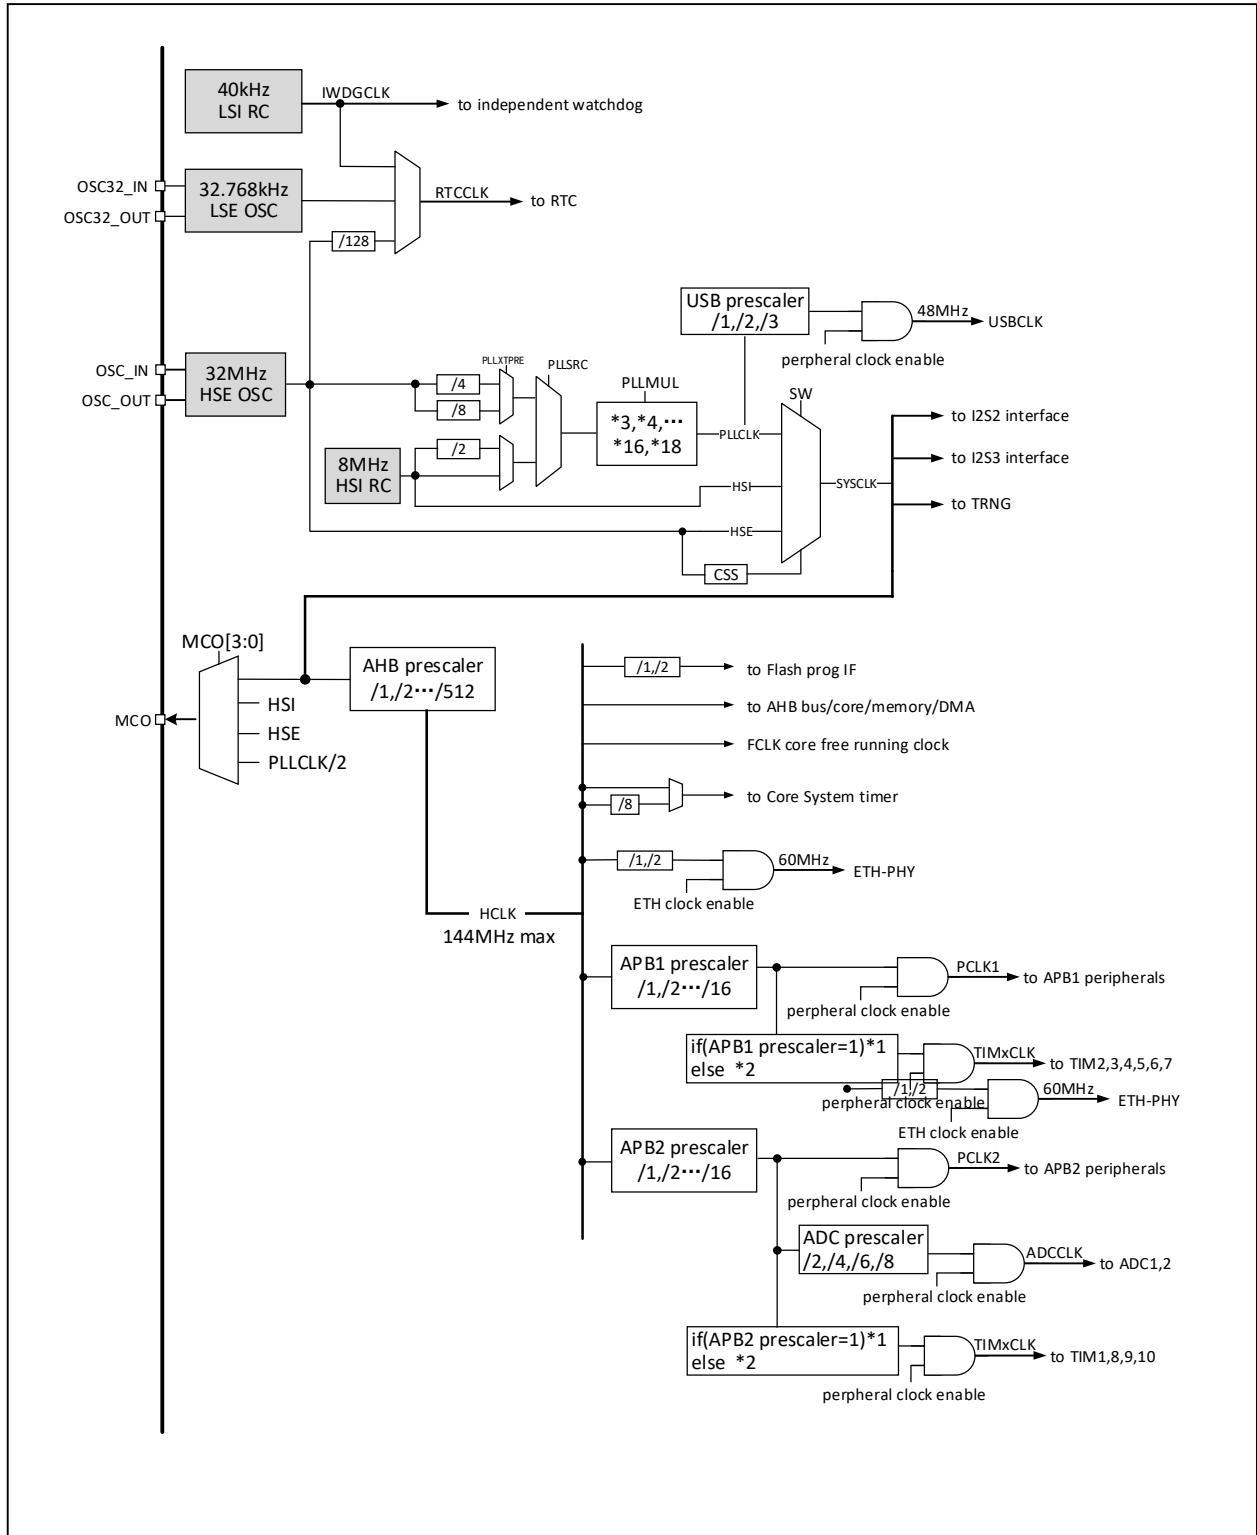 40kHz
LSI RC
IWDGCLK
to independent watchdog
OSC32_IN
OSC32_OUT
32.768kHz
LSE OSC
RTCCLK
to RTC
/128
USB prescaler
/1,/2,/3
48MHz
USBCLK
perpheral clock enable
OSC_IN
OSC_OUT
32MHz
HSE OSC
PLLXTPRE
PLLSRC
/4
/8
PLLMUL
*3,*4,···
*16,*18
PLLCLK
SW
to I2S2 interface
to I2S3 interface
to TRNG
/2
8MHz
HSI RC
HSI
SYSCLK
HSE
CSS
MCO[3:0]
AHB prescaler
/1,/2···/512
HSI
MCO
HSE
PLLCLK/2
/1,/2
to Flash prog IF
to AHB bus/core/memory/DMA
FCLK core free running clock
/8
to Core System timer
/1,/2
60MHz
ETH-PHY
ETH clock enable
HCLK
144MHz max
APB1 prescaler
/1,/2···/16
PCLK1
to APB1 peripherals
perpheral clock enable
if(APB1 prescaler=1)*1
else *2
TIMxCLK
to TIM2,3,4,5,6,7
/1,/2
perpheral clock enable
60MHz
ETH-PHY
ETH clock enable
APB2 prescaler
/1,/2···/16
PCLK2
to APB2 peripherals
perpheral clock enable
ADC prescaler
/2,/4,/6,/8
ADCCLK
to ADC1,2
perpheral clock enable
if(APB2 prescaler=1)*1
else *2
TIMxCLK
to TIM1,8,9,10
perpheral clock enable